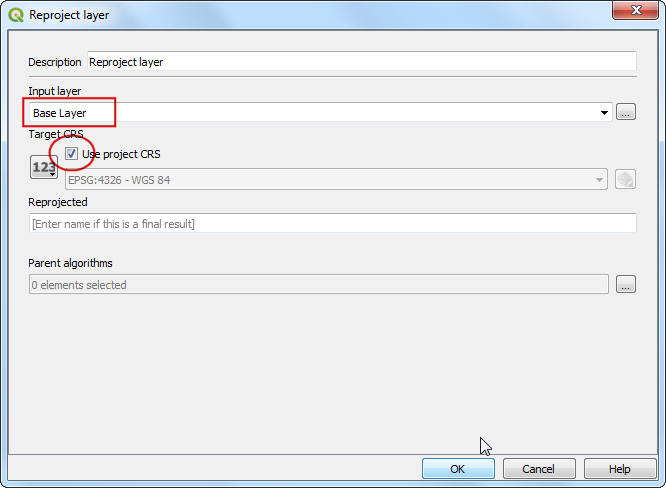 Reproject layer
Description Reproject layer
Input layer
Base Layer
...
Target CRS
Use project CRS
123
EPSG:4326 - WGS 84
Reprojected
[Enter name if this is a final result]
Parent algorithms
0 elements selected
...
OK Cancel Help